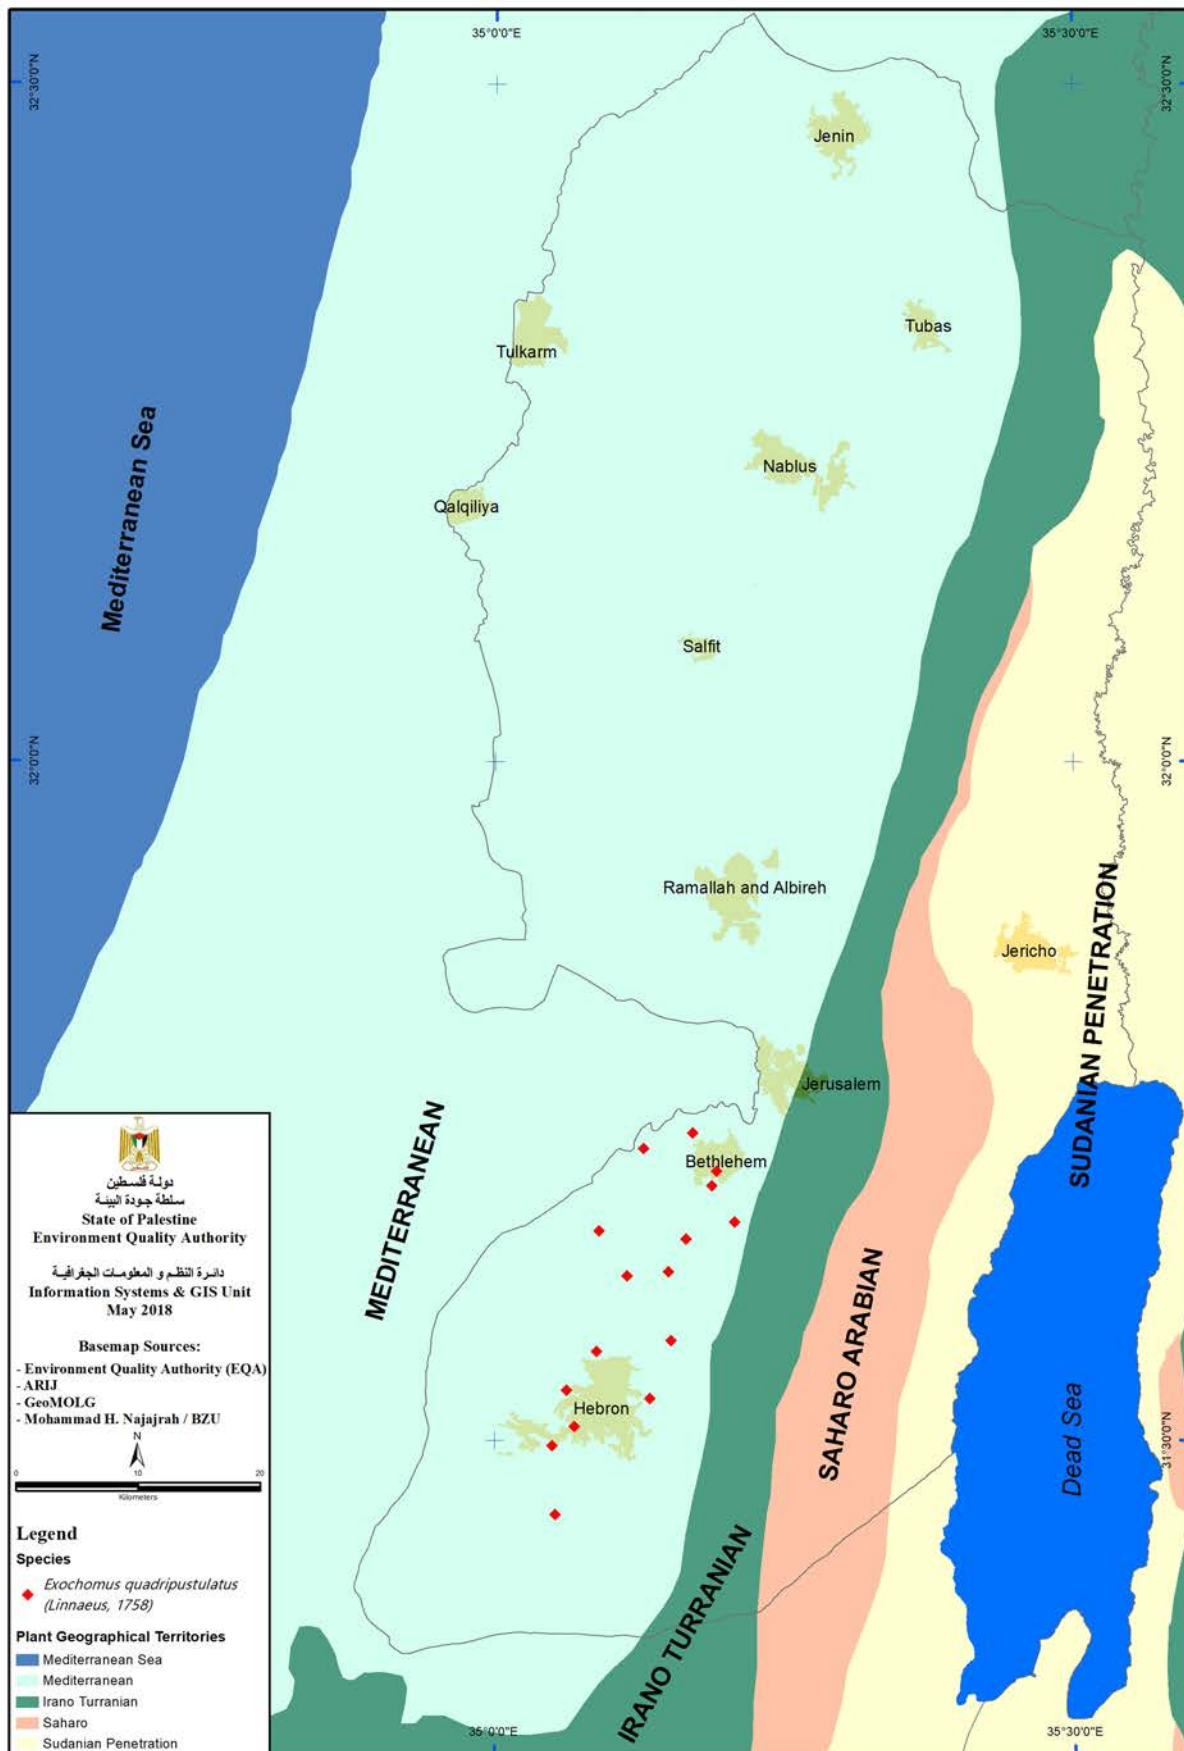 35°0'0"E
35°30'0"E
32°30'0"N
32°30'0"N
Jenin
Tubas
Tulkarm
Mediterranean Sea
Nablus
Qalqiliya
Salfit
32°0'0"N
32°0'0"N
Ramallah and Albireh
Jericho
SUDANIAN PENETRATION
Jerusalem
MEDITERRANEAN
Bethlehem
SAHARO ARABIAN
Hebron
Dead Sea
31°30'0"N
IRANO TURRANIAN
35°0'0"E
35°30'0"E
دولة فلسطين
سلطة جودة البيئة
State of Palestine
Environment Quality Authority
دائرة النظم و المعلومات الجغرافية
Information Systems & GIS Unit
May 2018
Basemap Sources:
- Environment Quality Authority (EQA)
- ARIJ
- GeoMOLG
- Mohammad H. Najajrah / BZU
N
0 10 20
Kilometers
Legend
Species
Exochomus quadripustulatus
(Linnaeus, 1758)
Plant Geographical Territories
Mediterranean Sea
Mediterranean
Irano Turranian
Saharo
Sudanian Penetration